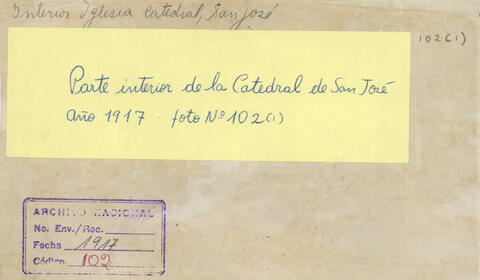 Interior Iglesia Catedral, San José
102(1)
Parte interior de la Catedral de San José
Año 1917 - foto Nº 102(1)
ARCHIVO NACIONAL
No. Env./Roc.
Fecha 1917
Código 102